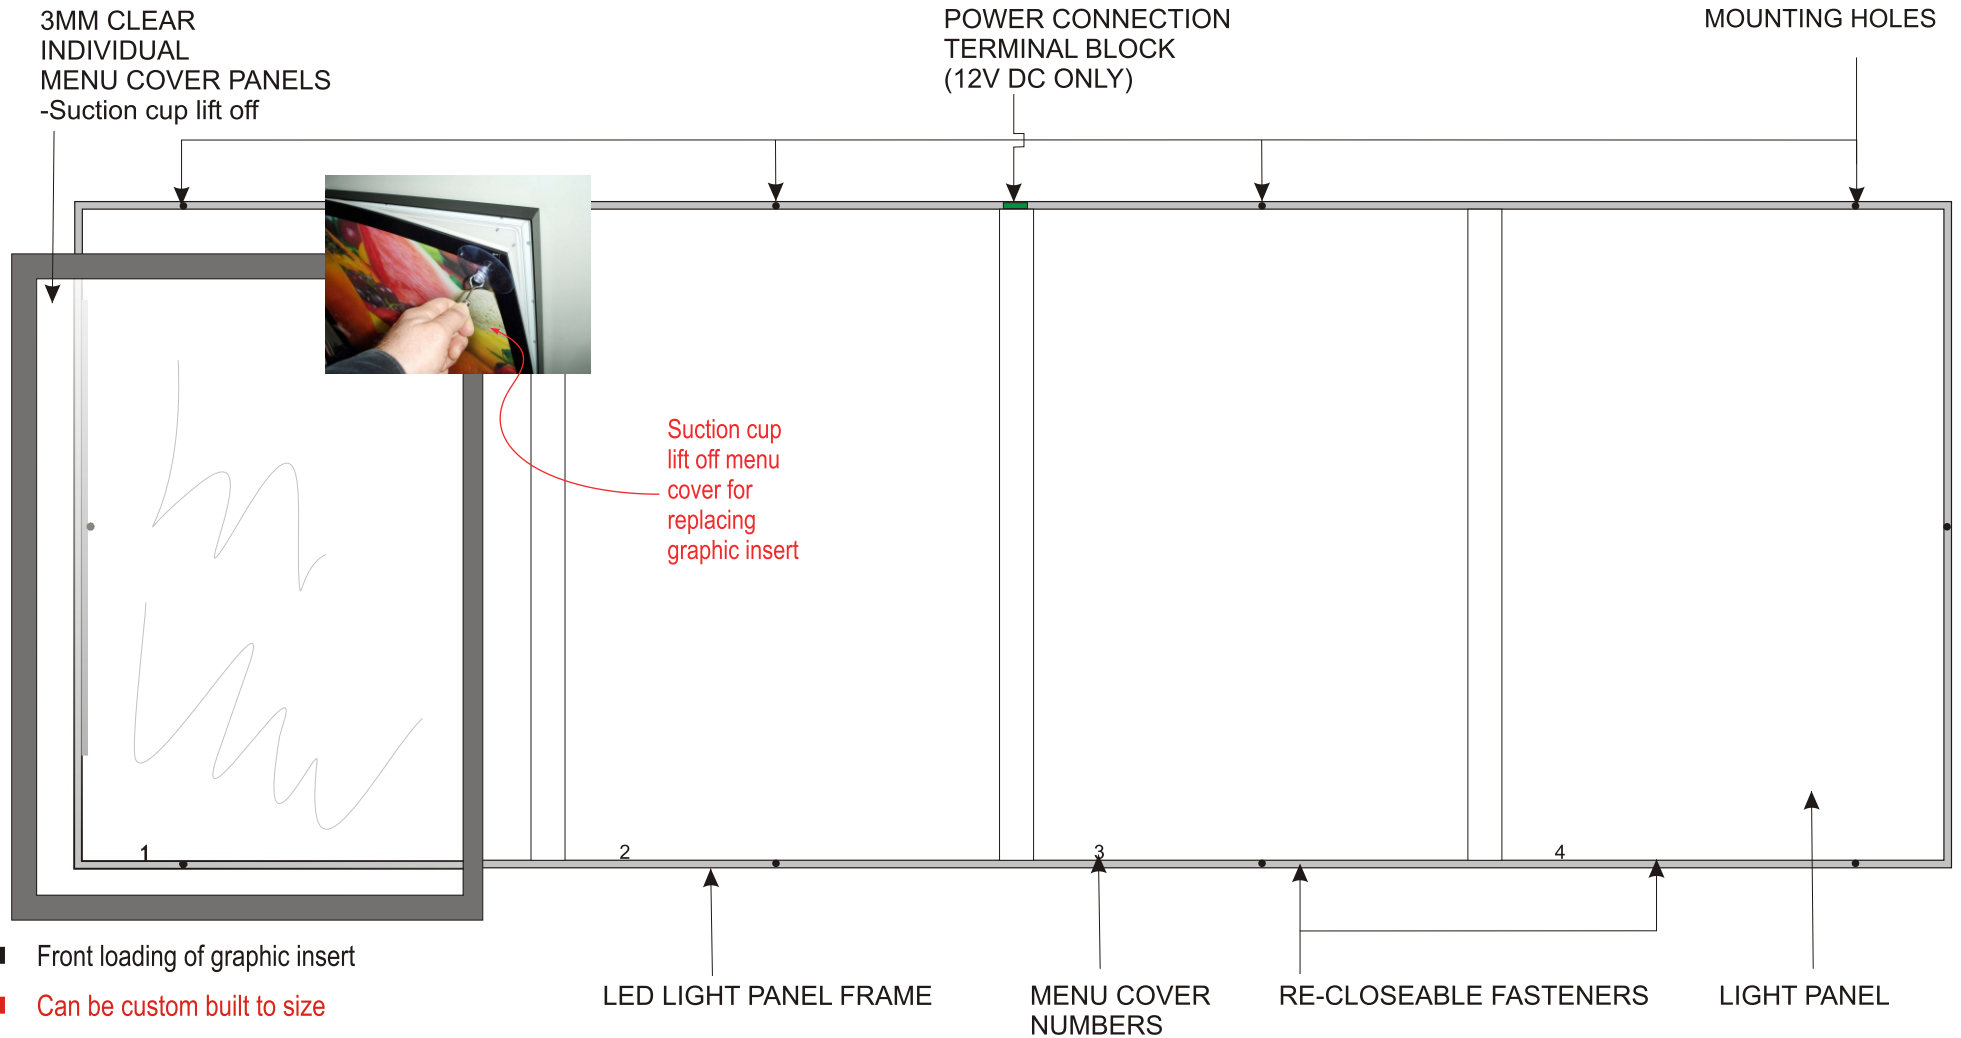 3MM CLEAR
INDIVIDUAL
MENU COVER PANELS
-Suction cup lift off
POWER CONNECTION
TERMINAL BLOCK
(12V DC ONLY)
MOUNTING HOLES
Suction cup
lift off menu
cover for
replacing
graphic insert
1
2
3
4
Front loading of graphic insert
Can be custom built to size
LED LIGHT PANEL FRAME
MENU COVER
NUMBERS
RE-CLOSEABLE FASTENERS
LIGHT PANEL